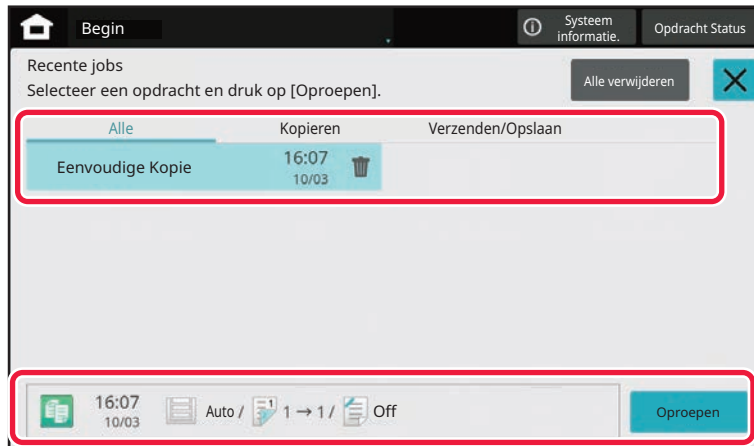 Begin
Systeem
informatie.
Opdracht Status
Recente jobs
Selecteer een opdracht en druk op [Oproepen].
Alle verwijderen
Alle Kopieren Verzenden/Opslaan
Eenvoudige Kopie
16:07
10/03
16:07
10/03
Auto / 1 1 → 1 / Off
Oproepen